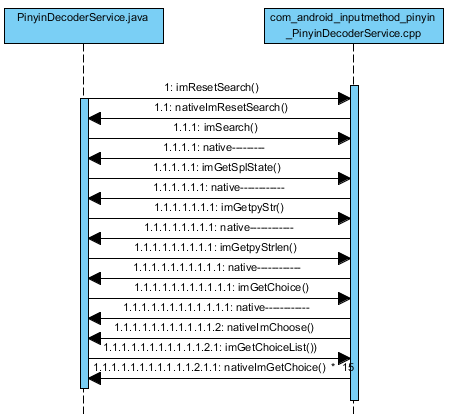 PinyinDecoderService.java
com_android_inputmethod_pinyin
_PinyinDecoderService.cpp
1: imResetSearch()
1.1: nativeImResetSearch()
1.1.1: imSearch()
1.1.1.1: native---------
1.1.1.1.1: imGetSplState()
1.1.1.1.1.1: native------------
1.1.1.1.1.1.1: imGetpyStr()
1.1.1.1.1.1.1.1: native------------
1.1.1.1.1.1.1.1.1: imGetpyStrlen()
1.1.1.1.1.1.1.1.1.1: native------------
1.1.1.1.1.1.1.1.1.1.1: imGetChoice()
1.1.1.1.1.1.1.1.1.1.1.1: native------------
1.1.1.1.1.1.1.1.1.1.1.2: nativeImChoose()
1.1.1.1.1.1.1.1.1.1.1.2.1: imGetChoiceList())
1.1.1.1.1.1.1.1.1.1.1.2.1.1: nativeImGetChoice() * 15